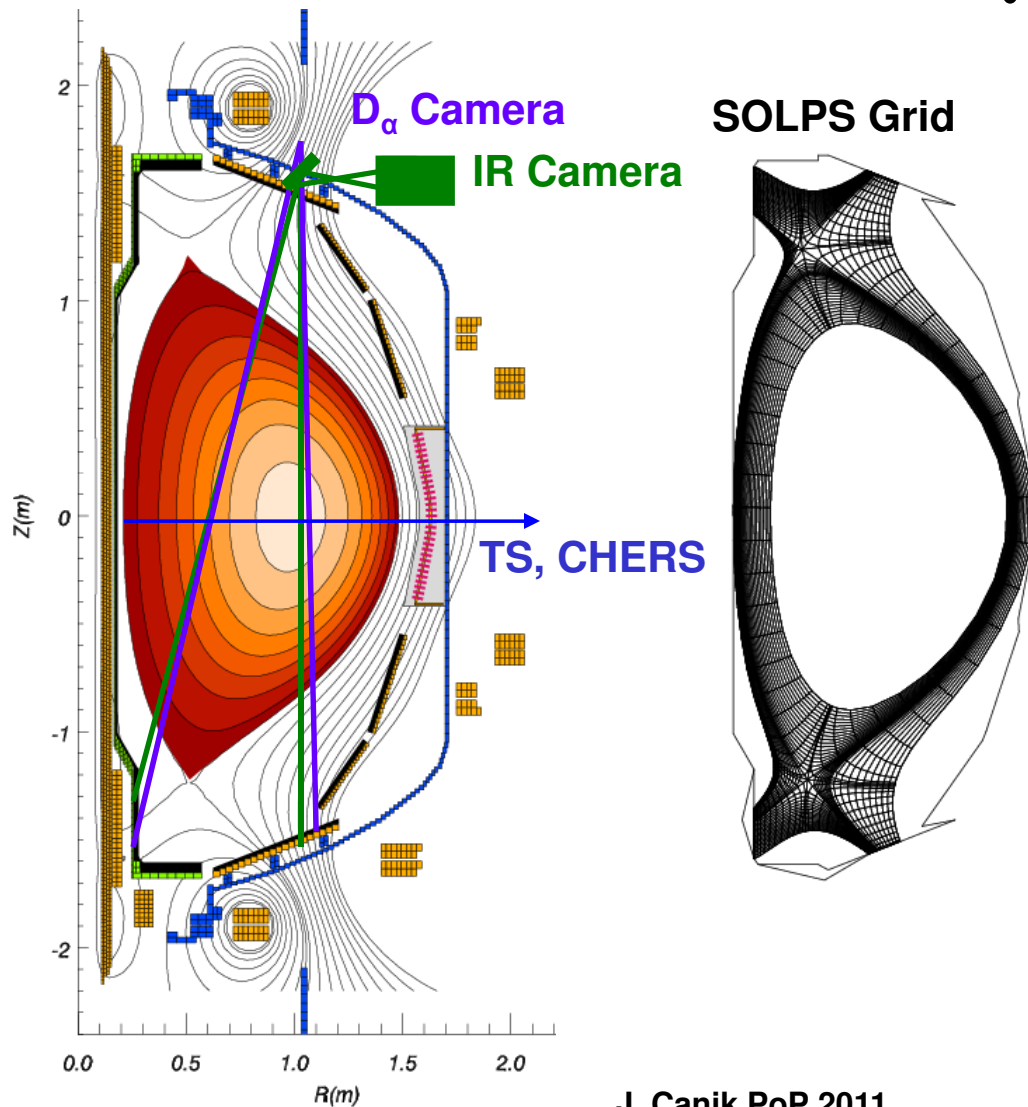 D_α Camera
SOLPS Grid
IR Camera
TS, CHERS
Z(m)
2
1
0
-1
-2
0.0 0.5 1.0 1.5 2.0
R(m)
J. Canik PoP 2011